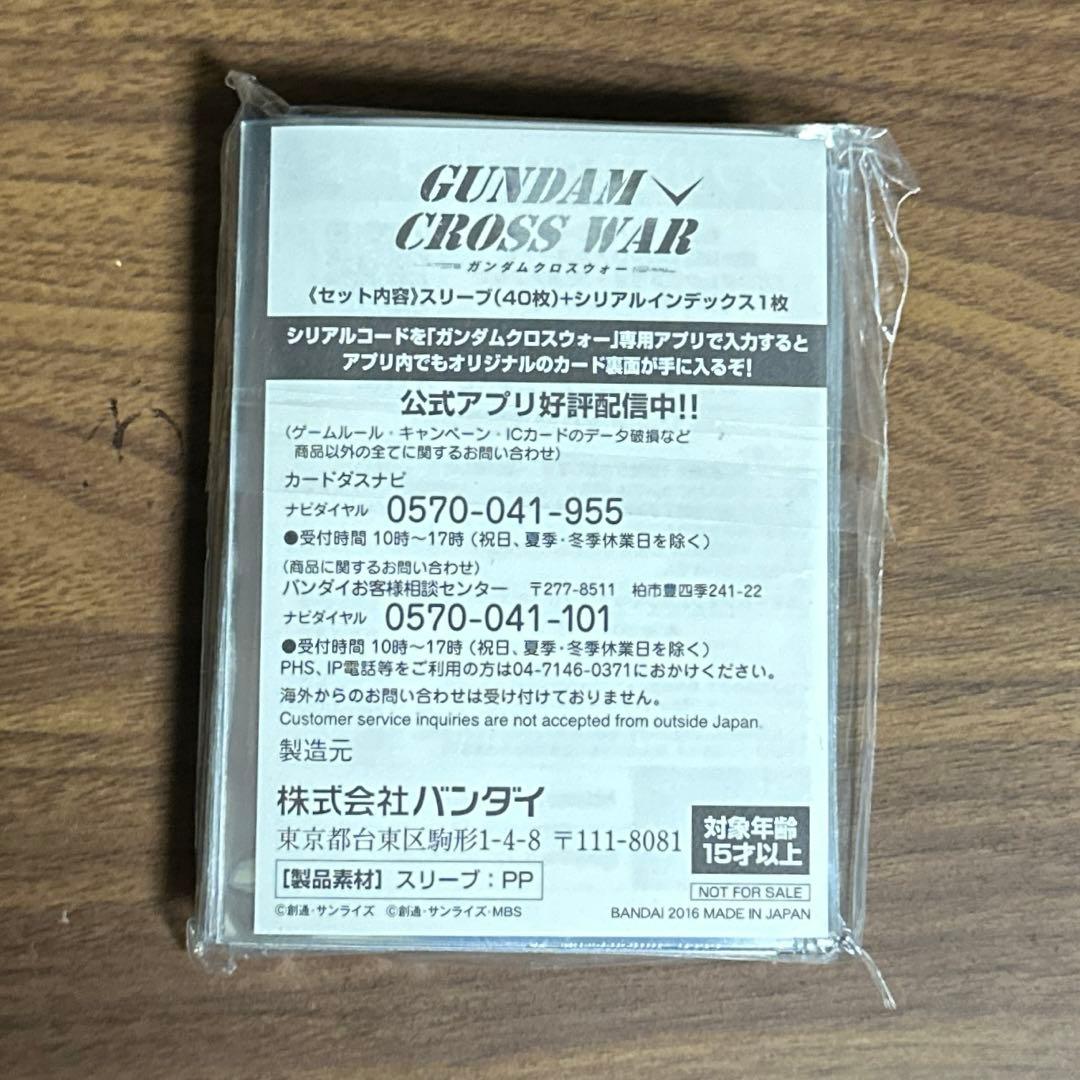 GUNDAM
CROSS WAR
ガンダムクロスウォー
《セット内容》スリーブ(40枚)+シリアルインデックス1枚
シリアルコードを｢ガンダムクロスウォー｣専用アプリで入力すると
アプリ内でもオリジナルのカード裏面が手に入るぞ!
公式アプリ好評配信中!!
(ゲームルール・キャンペーン・ICカードのデータ破損など
商品以外の全てに関するお問い合わせ)
カードダスナビ
ナビダイヤル 0570-041-955
●受付時間 10時～17時 (祝日、夏季・冬季休業日を除く)
(商品に関するお問い合わせ)
バンダイお客様相談センター 〒277-8511 柏市豊四季241-22
ナビダイヤル 0570-041-101
●受付時間 10時～17時 (祝日、夏季・冬季休業日を除く)
PHS、IP電話等をご利用の方は04-7146-0371におかけください。
海外からのお問い合わせは受け付けておりません。
Customer service inquiries are not accepted from outside Japan.
製造元
株式会社バンダイ
東京都台東区駒形1-4-8 〒111-8081
対象年齢
15才以上
[製品素材] スリーブ：PP
NOT FOR SALE
©創通・サンライズ ©創通・サンライズ・MBS
BANDAI 2016 MADE IN JAPAN